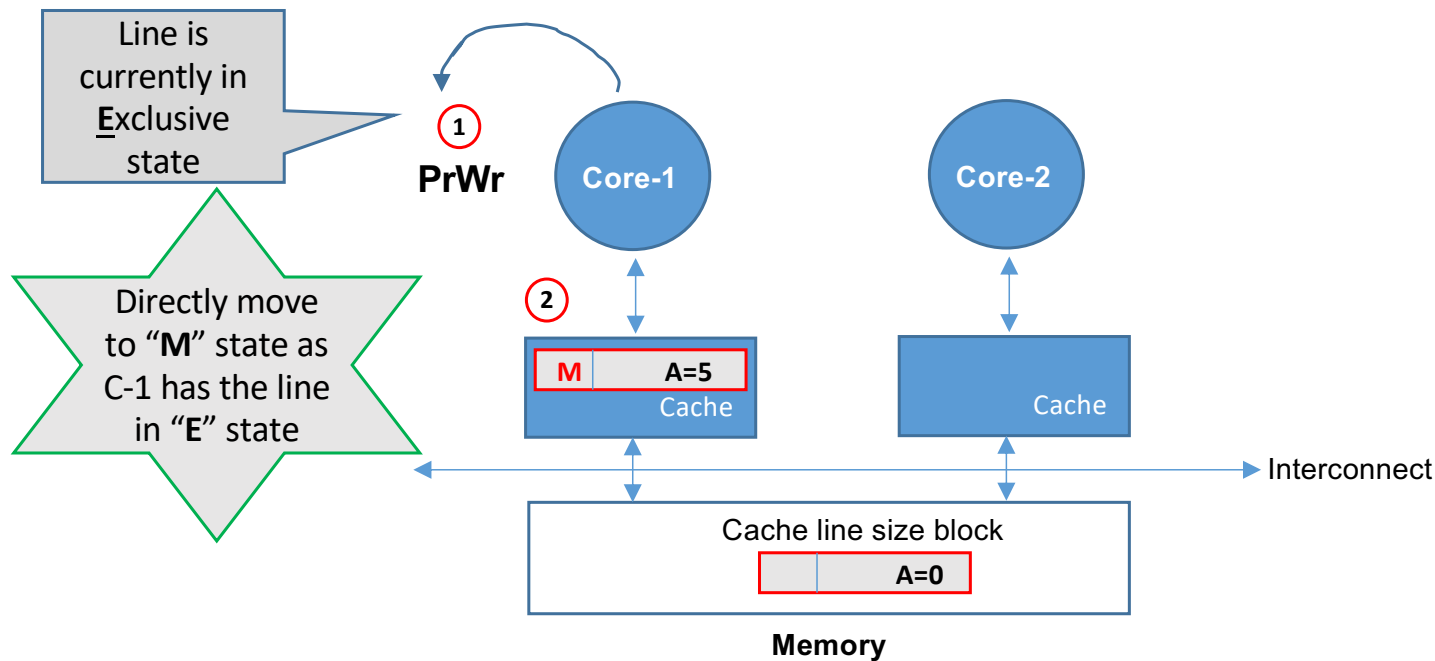 Line is
currently in
Exclusive
state
1
PrWr
Core-1
Core-2
Directly move
to “M” state as
C-1 has the line
in “E” state
2
M A=5
Cache
Cache
Interconnect
Cache line size block
A=0
Memory